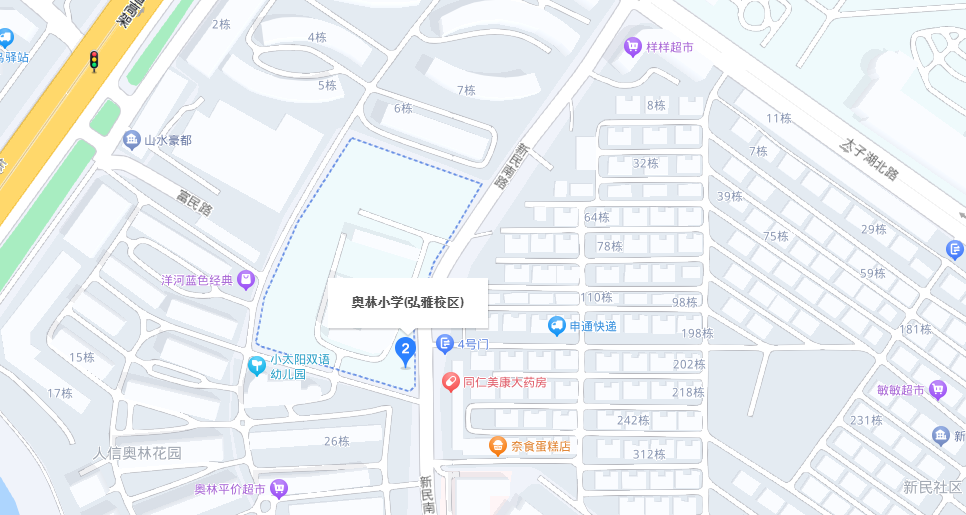 富高梁
2栋
4栋
样样超市
鸟驿站
5栋
7栋
8栋
6栋
11栋
山水豪都
太子湖北路
7栋
新民南路
32栋
富民路
39栋
64栋
29栋
75栋
78栋
洋河蓝色经典
59栋
奥林小学(弘雅校区)
110栋
98栋
申通快递
181栋
198栋
2
4号门
15栋
小太阳双语
幼儿园
202栋
同仁美康大药房
敏敏超市
17栋
218栋
242栋
231栋
26栋
新
奈食蛋糕店
人信奥林花园
312栋
奥林平价超市
新民南
新民社区